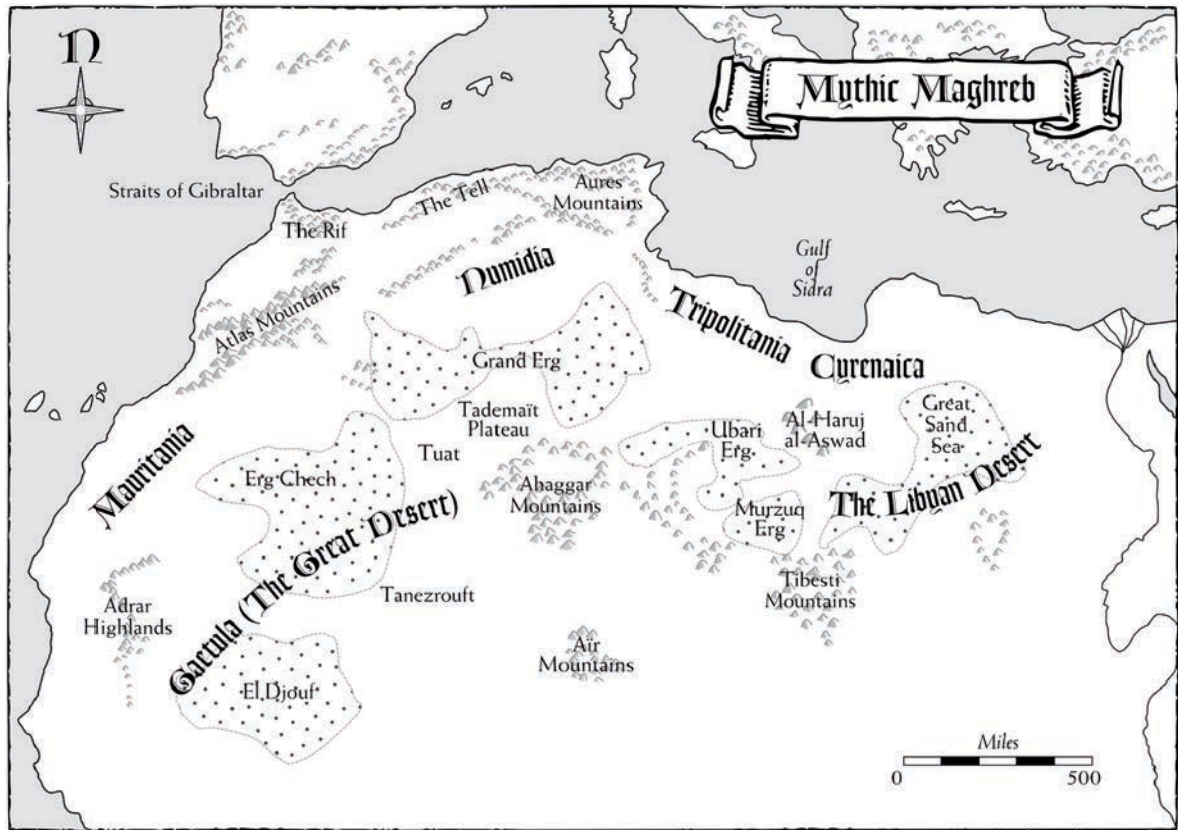 N
Mythic Maghreb
Straits of Gibraltar
The Rif
The Tell
Aures
Mountains
Numidia
Gulf
of
Sidra
Atlas Mountains
Tripolitania
Cyrenaica
Grand Erg
Tademaït
Plateau
Tuat
Mauritania
Erg Chech
Ahaggar
Mountains
Ubari
Erg
Al-Haruj
al-Aswad
Great
Sand
Sea
Murzuq
Erg
The Libyan Desert
Gaetula (The Great Desert)
Tanezrouft
Tibesti
Mountains
Adrar
Highlands
Aïr
Mountains
El Djouf
Miles
0 500